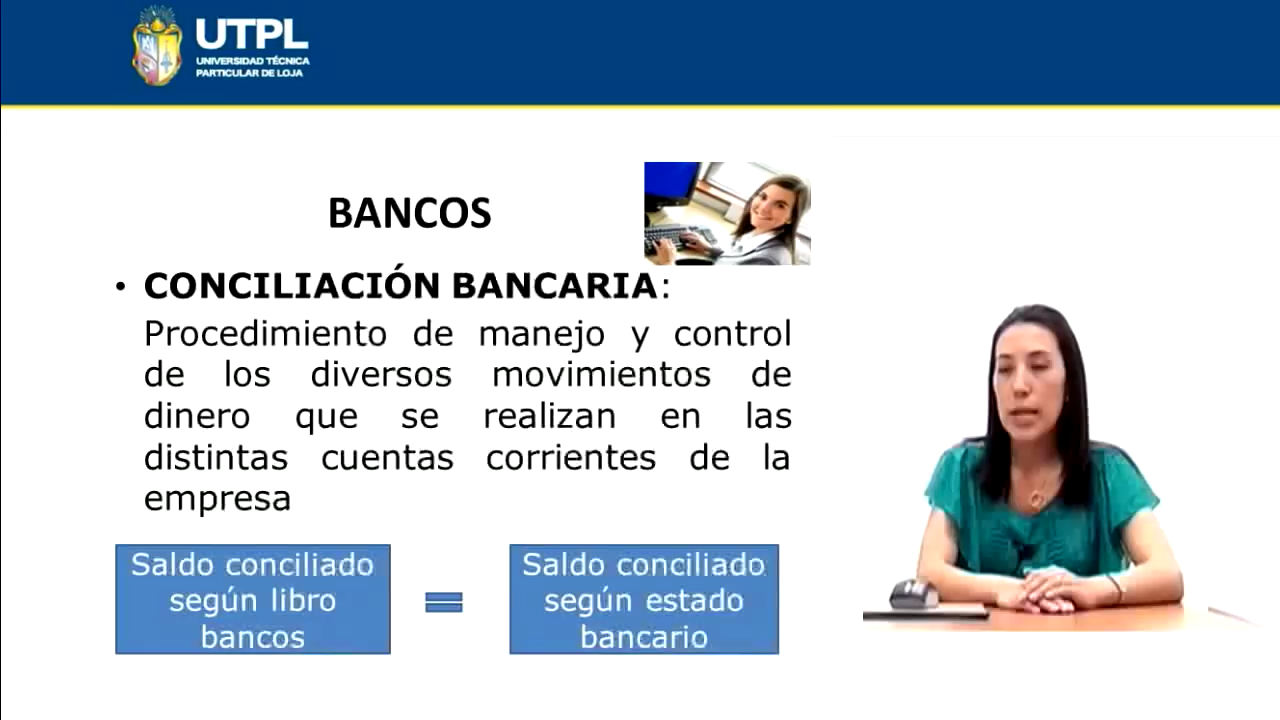 UTPL
UNIVERSIDAD TÉCNICA
PARTICULAR DE LOJA
BANCOS
• CONCILIACIÓN BANCARIA:
Procedimiento de manejo y control
de los diversos movimientos de
dinero que se realizan en las
distintas cuentas corrientes de la
empresa
Saldo conciliado
según libro
bancos
=
Saldo conciliado
según estado
bancario